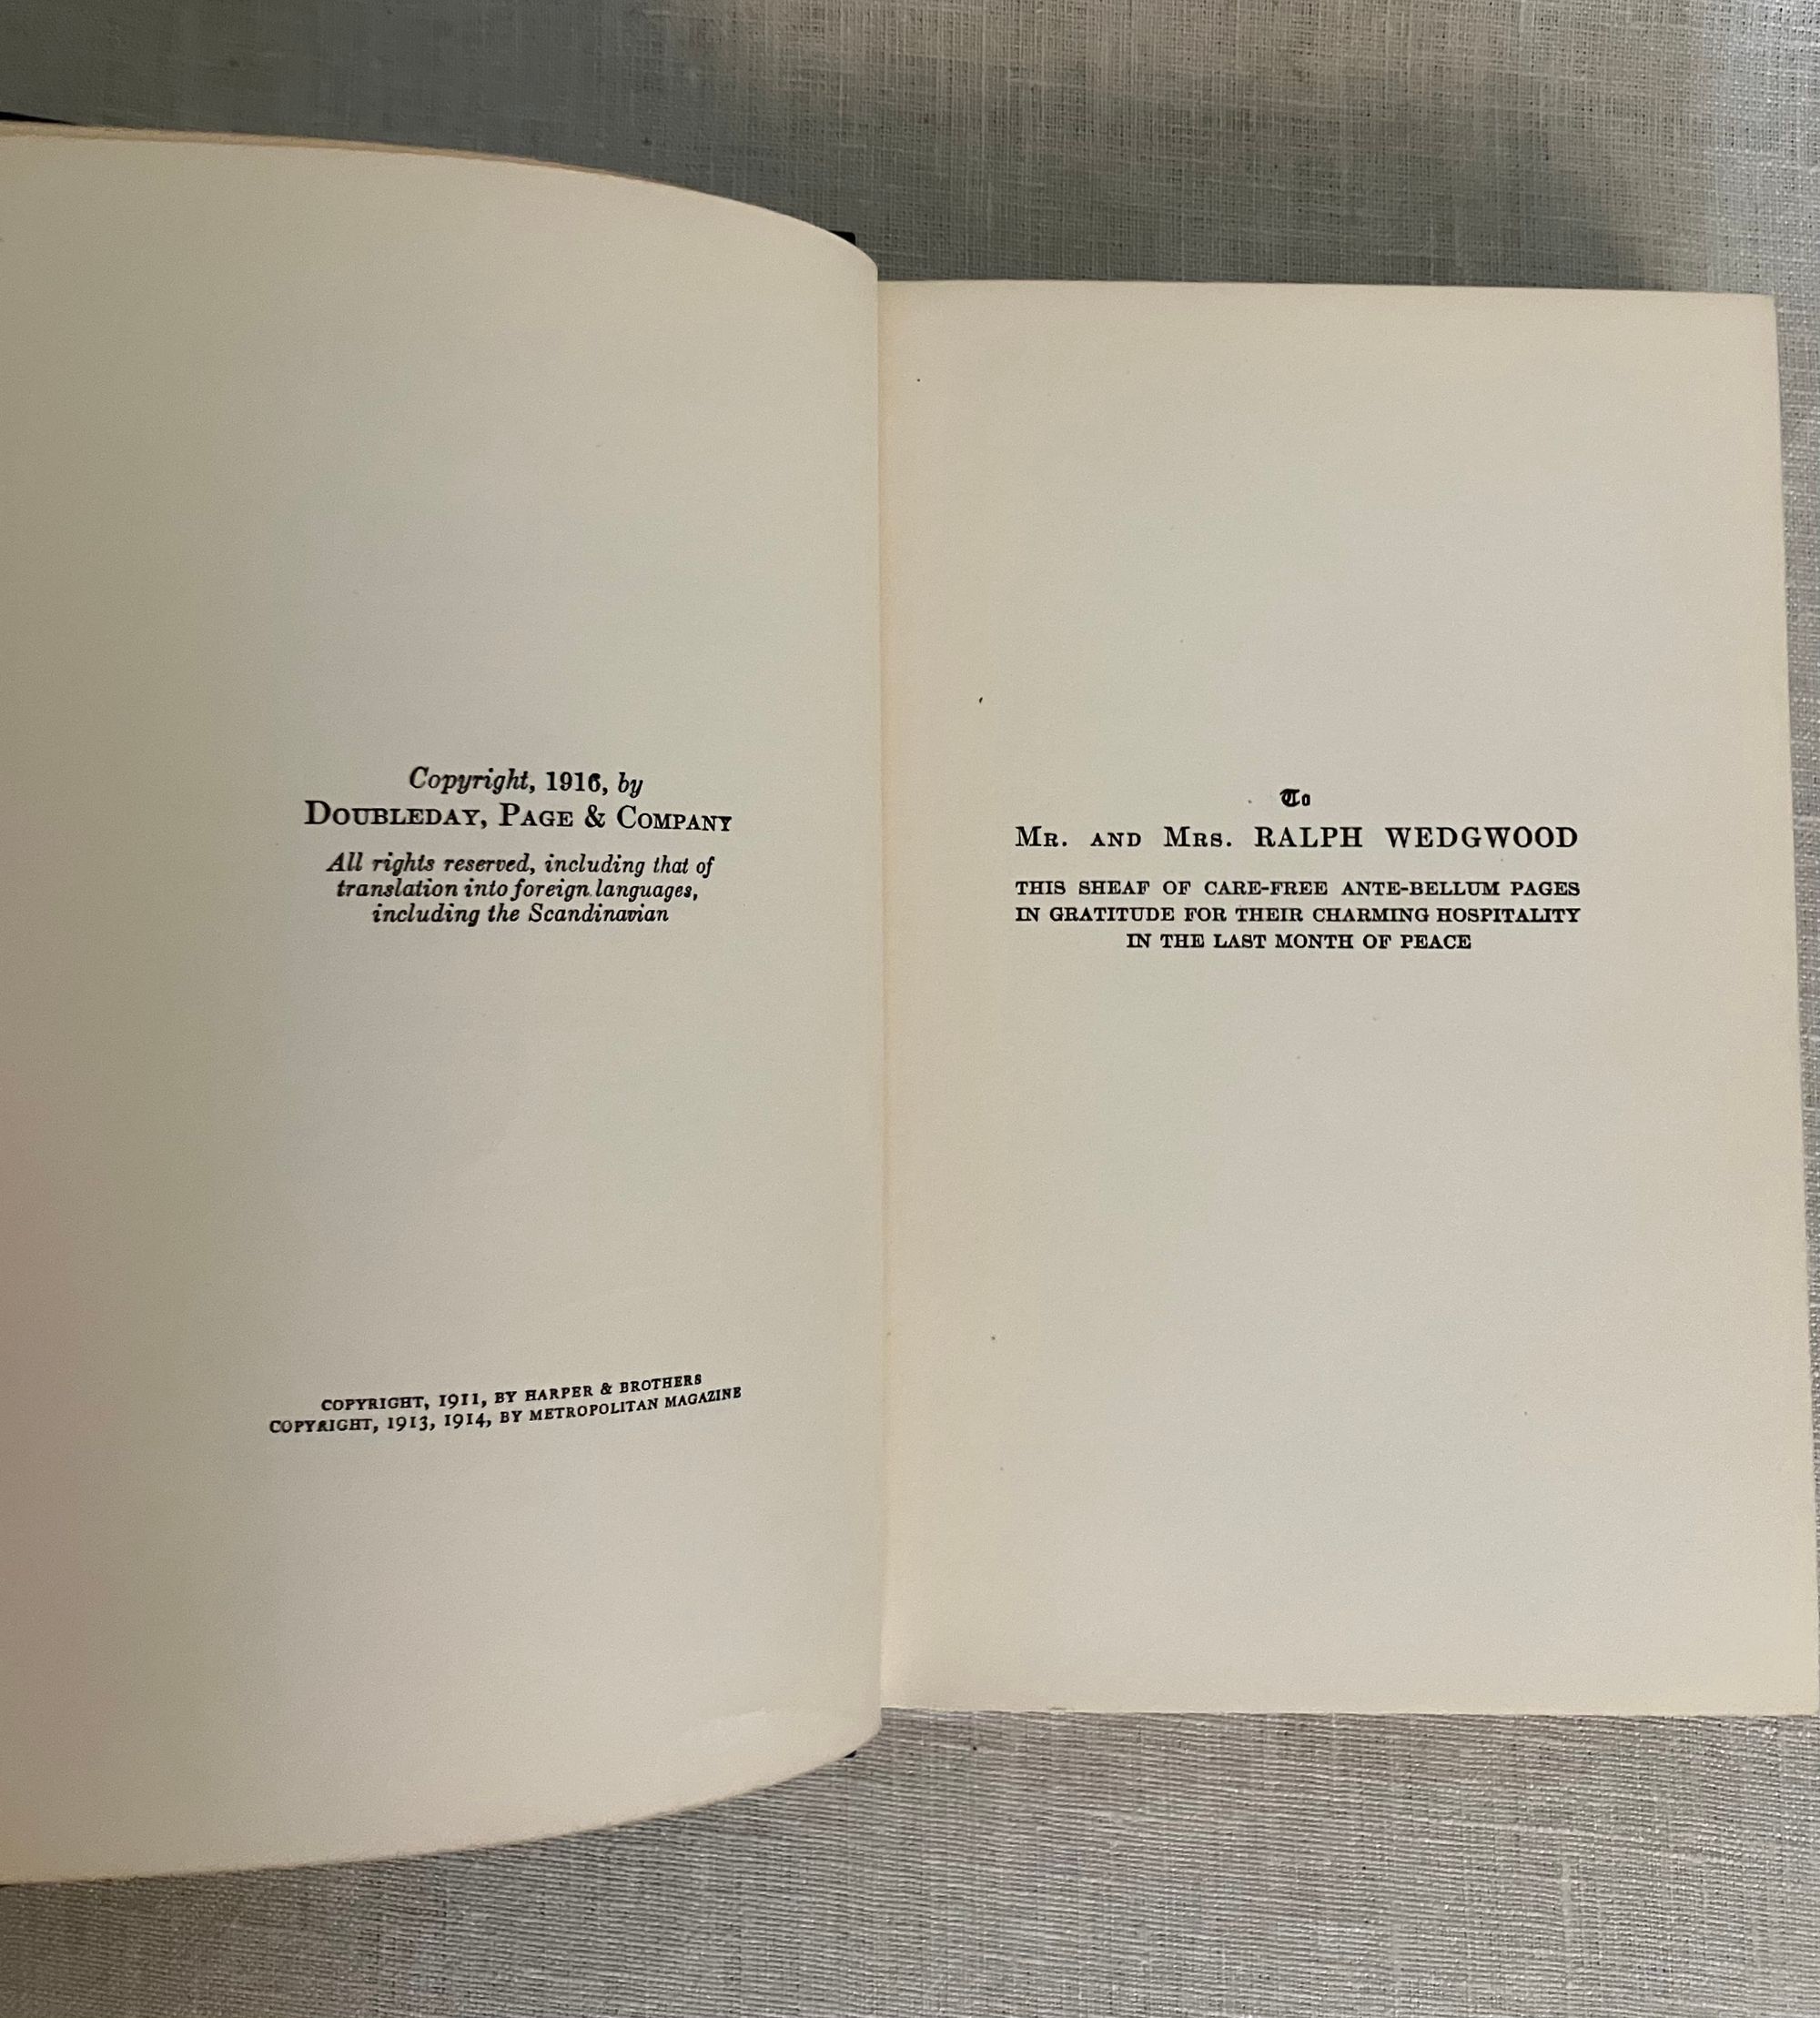 Copyright, 1916, by
DOUBLEDAY, PAGE & COMPANY
All rights reserved, including that of
translation into foreign languages,
including the Scandinavian
COPYRIGHT, 1911, BY HARPER & BROTHERS
COPYRIGHT, 1913, 1914, BY METROPOLITAN MAGAZINE
To
MR. AND MRS. RALPH WEDGWOOD
THIS SHEAF OF CARE-FREE ANTE-BELLUM PAGES
IN GRATITUDE FOR THEIR CHARMING HOSPITALITY
IN THE LAST MONTH OF PEACE